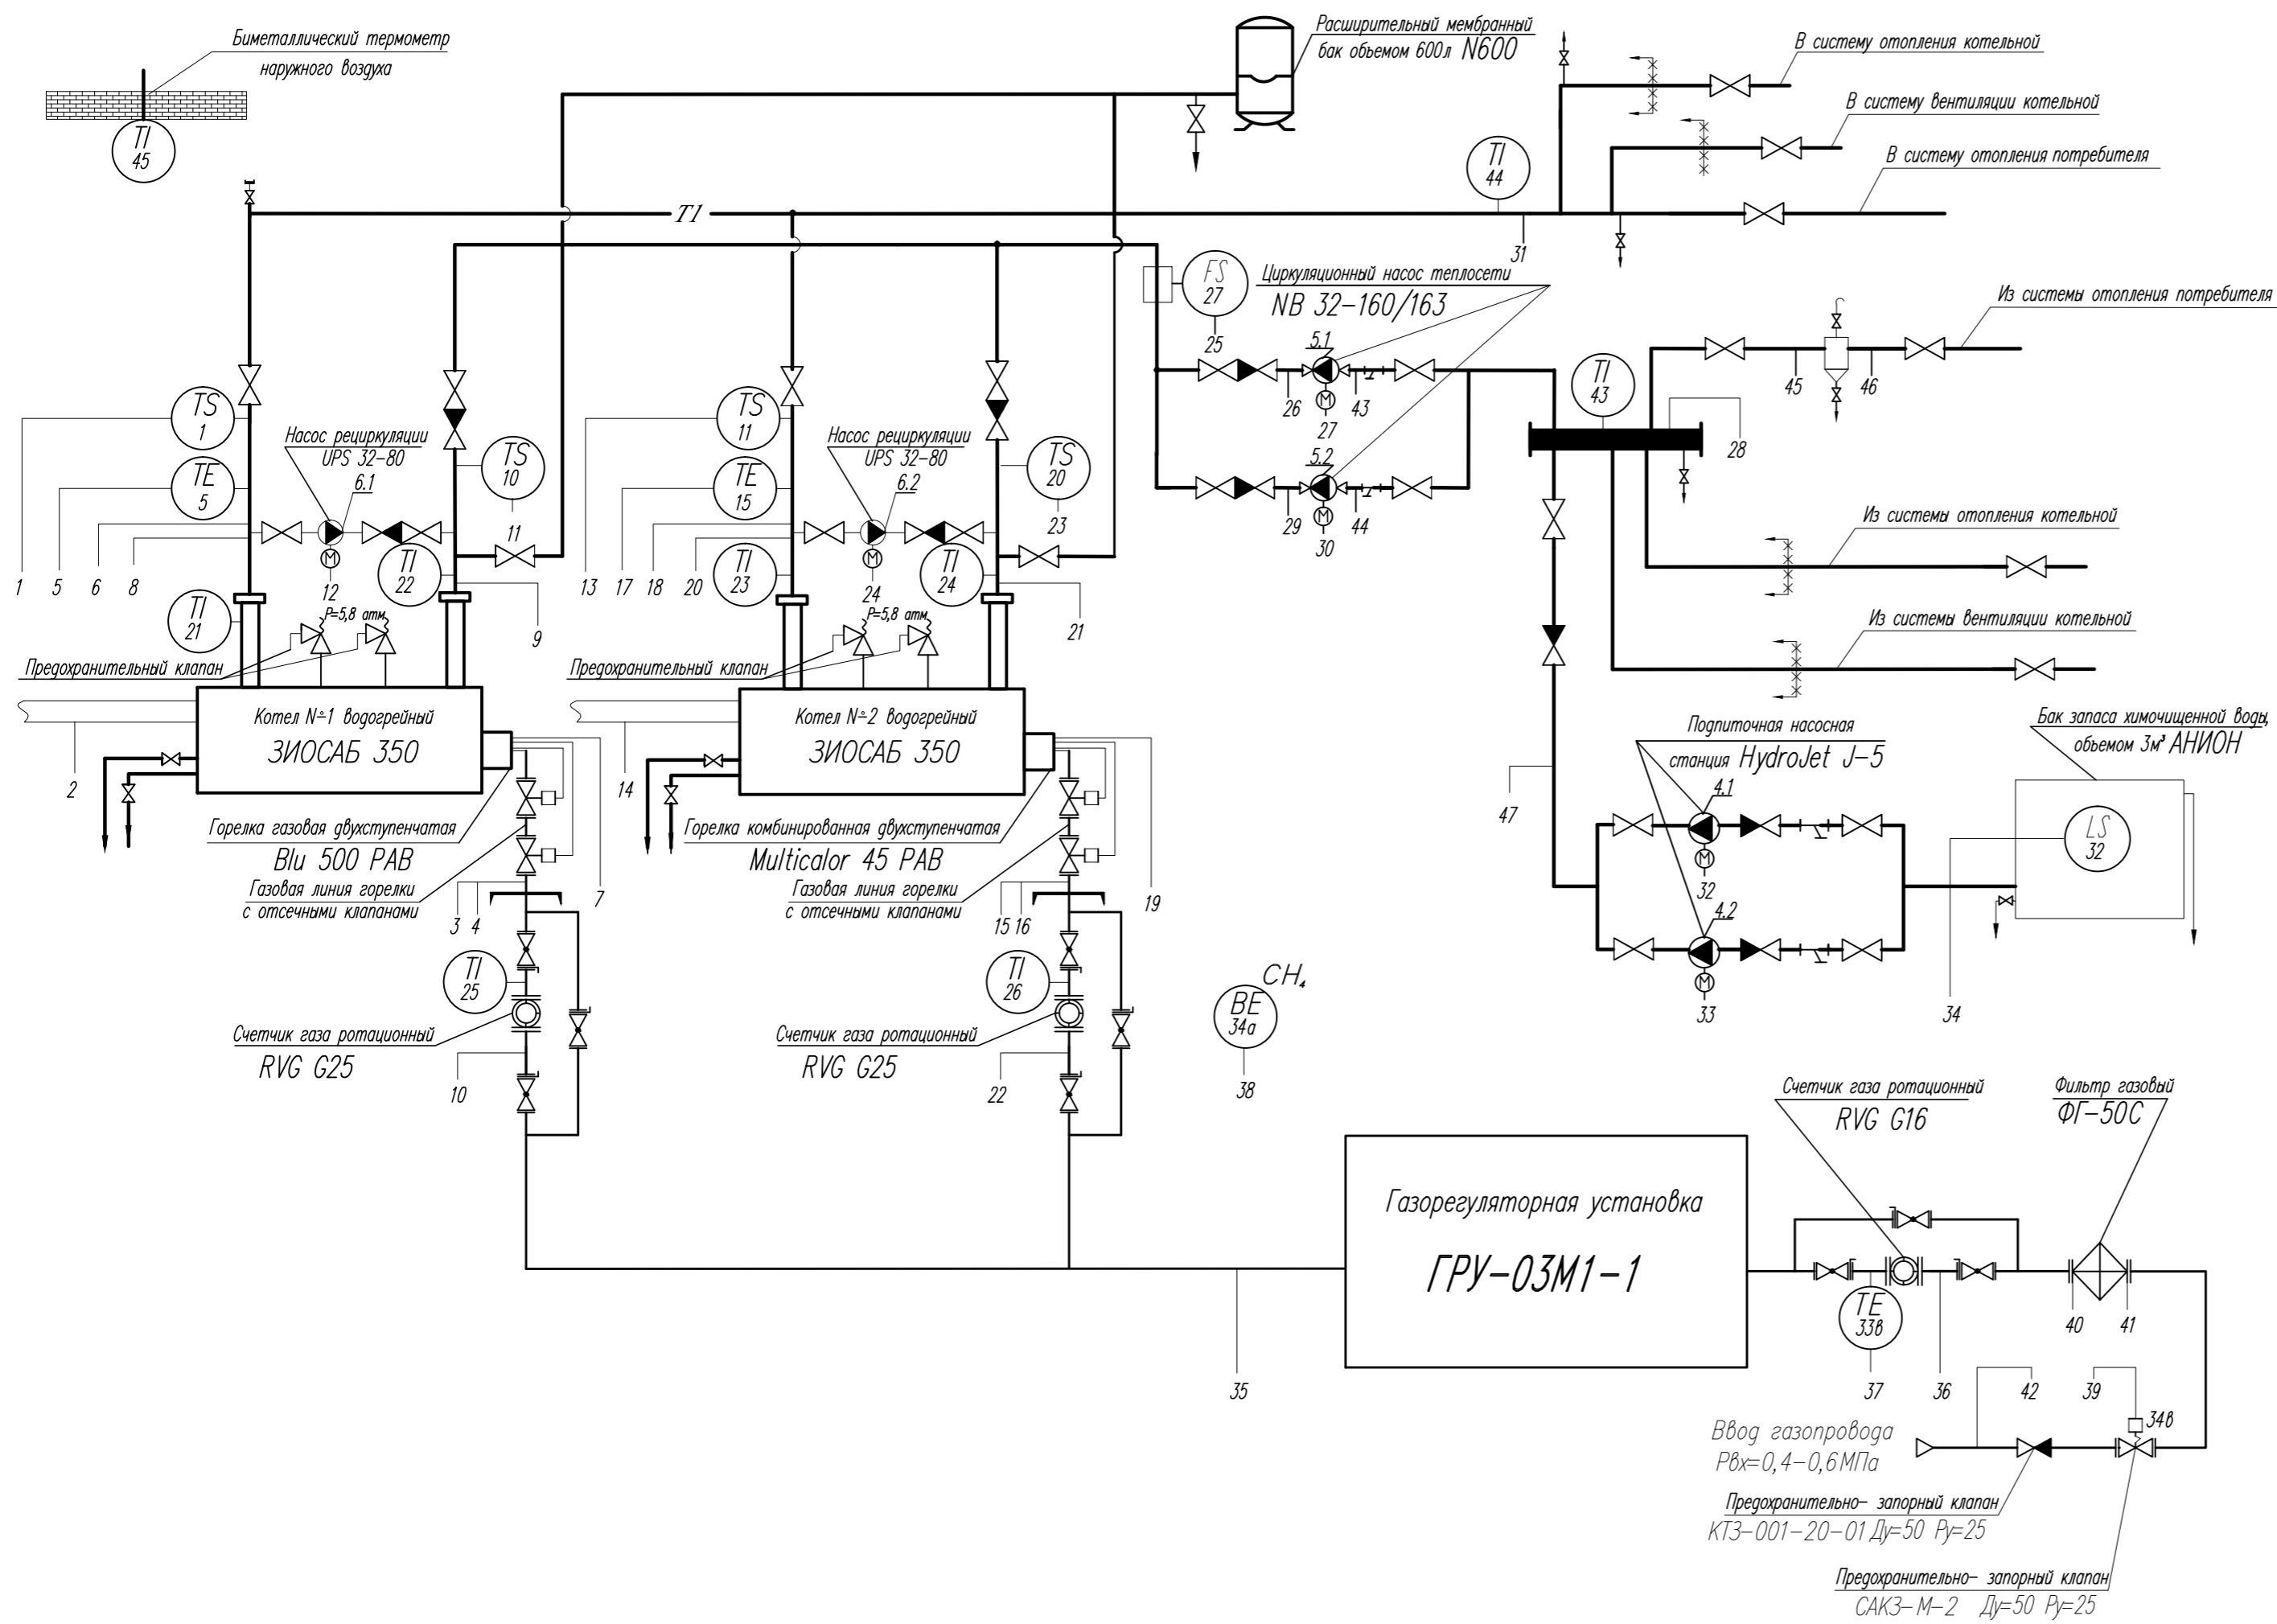 Биметаллический термометр
наружного воздуха
TI
45
Расширительный мембранный
бак объемом 600л N600
В систему отопления котельной
В систему вентиляции котельной
В систему отопления потребителя
TI
44
T1
31
FS
27
25
Циркуляционный насос теплосети
NB 32-160/163
Из системы отопления потребителя
5.1
26
27
43
5.2
29
30
44
TI
43
45
46
28
TS
1
TE
5
Насос рециркуляции
UPS 32-80
6.1
TS
10
11
TS
11
TE
15
Насос рециркуляции
UPS 32-80
6.2
TS
20
23
Из системы отопления котельной
1
5
6
8
TI
21
12
TI
22
9
P=5,8 атм
13
17
18
20
TI
23
24
TI
24
21
P=5,8 атм
Из системы вентиляции котельной
Предохранительный клапан
Предохранительный клапан
Котел №1 водогрейный
ЗИОСАБ 350
Котел №2 водогрейный
ЗИОСАБ 350
2
14
Подпиточная насосная
станция HydroJet J-5
Бак запаса химочищенной воды,
объемом 3м³ АНИОН
47
4.1
32
4.2
33
LS
32
34
Горелка газовая двухступенчатая
Blu 500 PAB
Газовая линия горелки
с отсечными клапанами
3
4
7
Горелка комбинированная двухступенчатая
Multicalor 45 PAB
Газовая линия горелки
с отсечными клапанами
15
16
19
TI
25
Счетчик газа ротационный
RVG G25
10
TI
26
Счетчик газа ротационный
RVG G25
22
CH₄
BE
34а
38
Счетчик газа ротационный
RVG G16
Фильтр газовый
ФГ-50С
Газорегуляторная установка
ГРУ-03М1-1
TE
33в
37
36
40
41
35
42
39
34в
Ввод газопровода
Рвх=0,4-0,6МПа
Предохранительно- запорный клапан
КТЗ-001-20-01 Ду=50 Ру=25
Предохранительно- запорный клапан
САКЗ-М-2 Ду=50 Ру=25